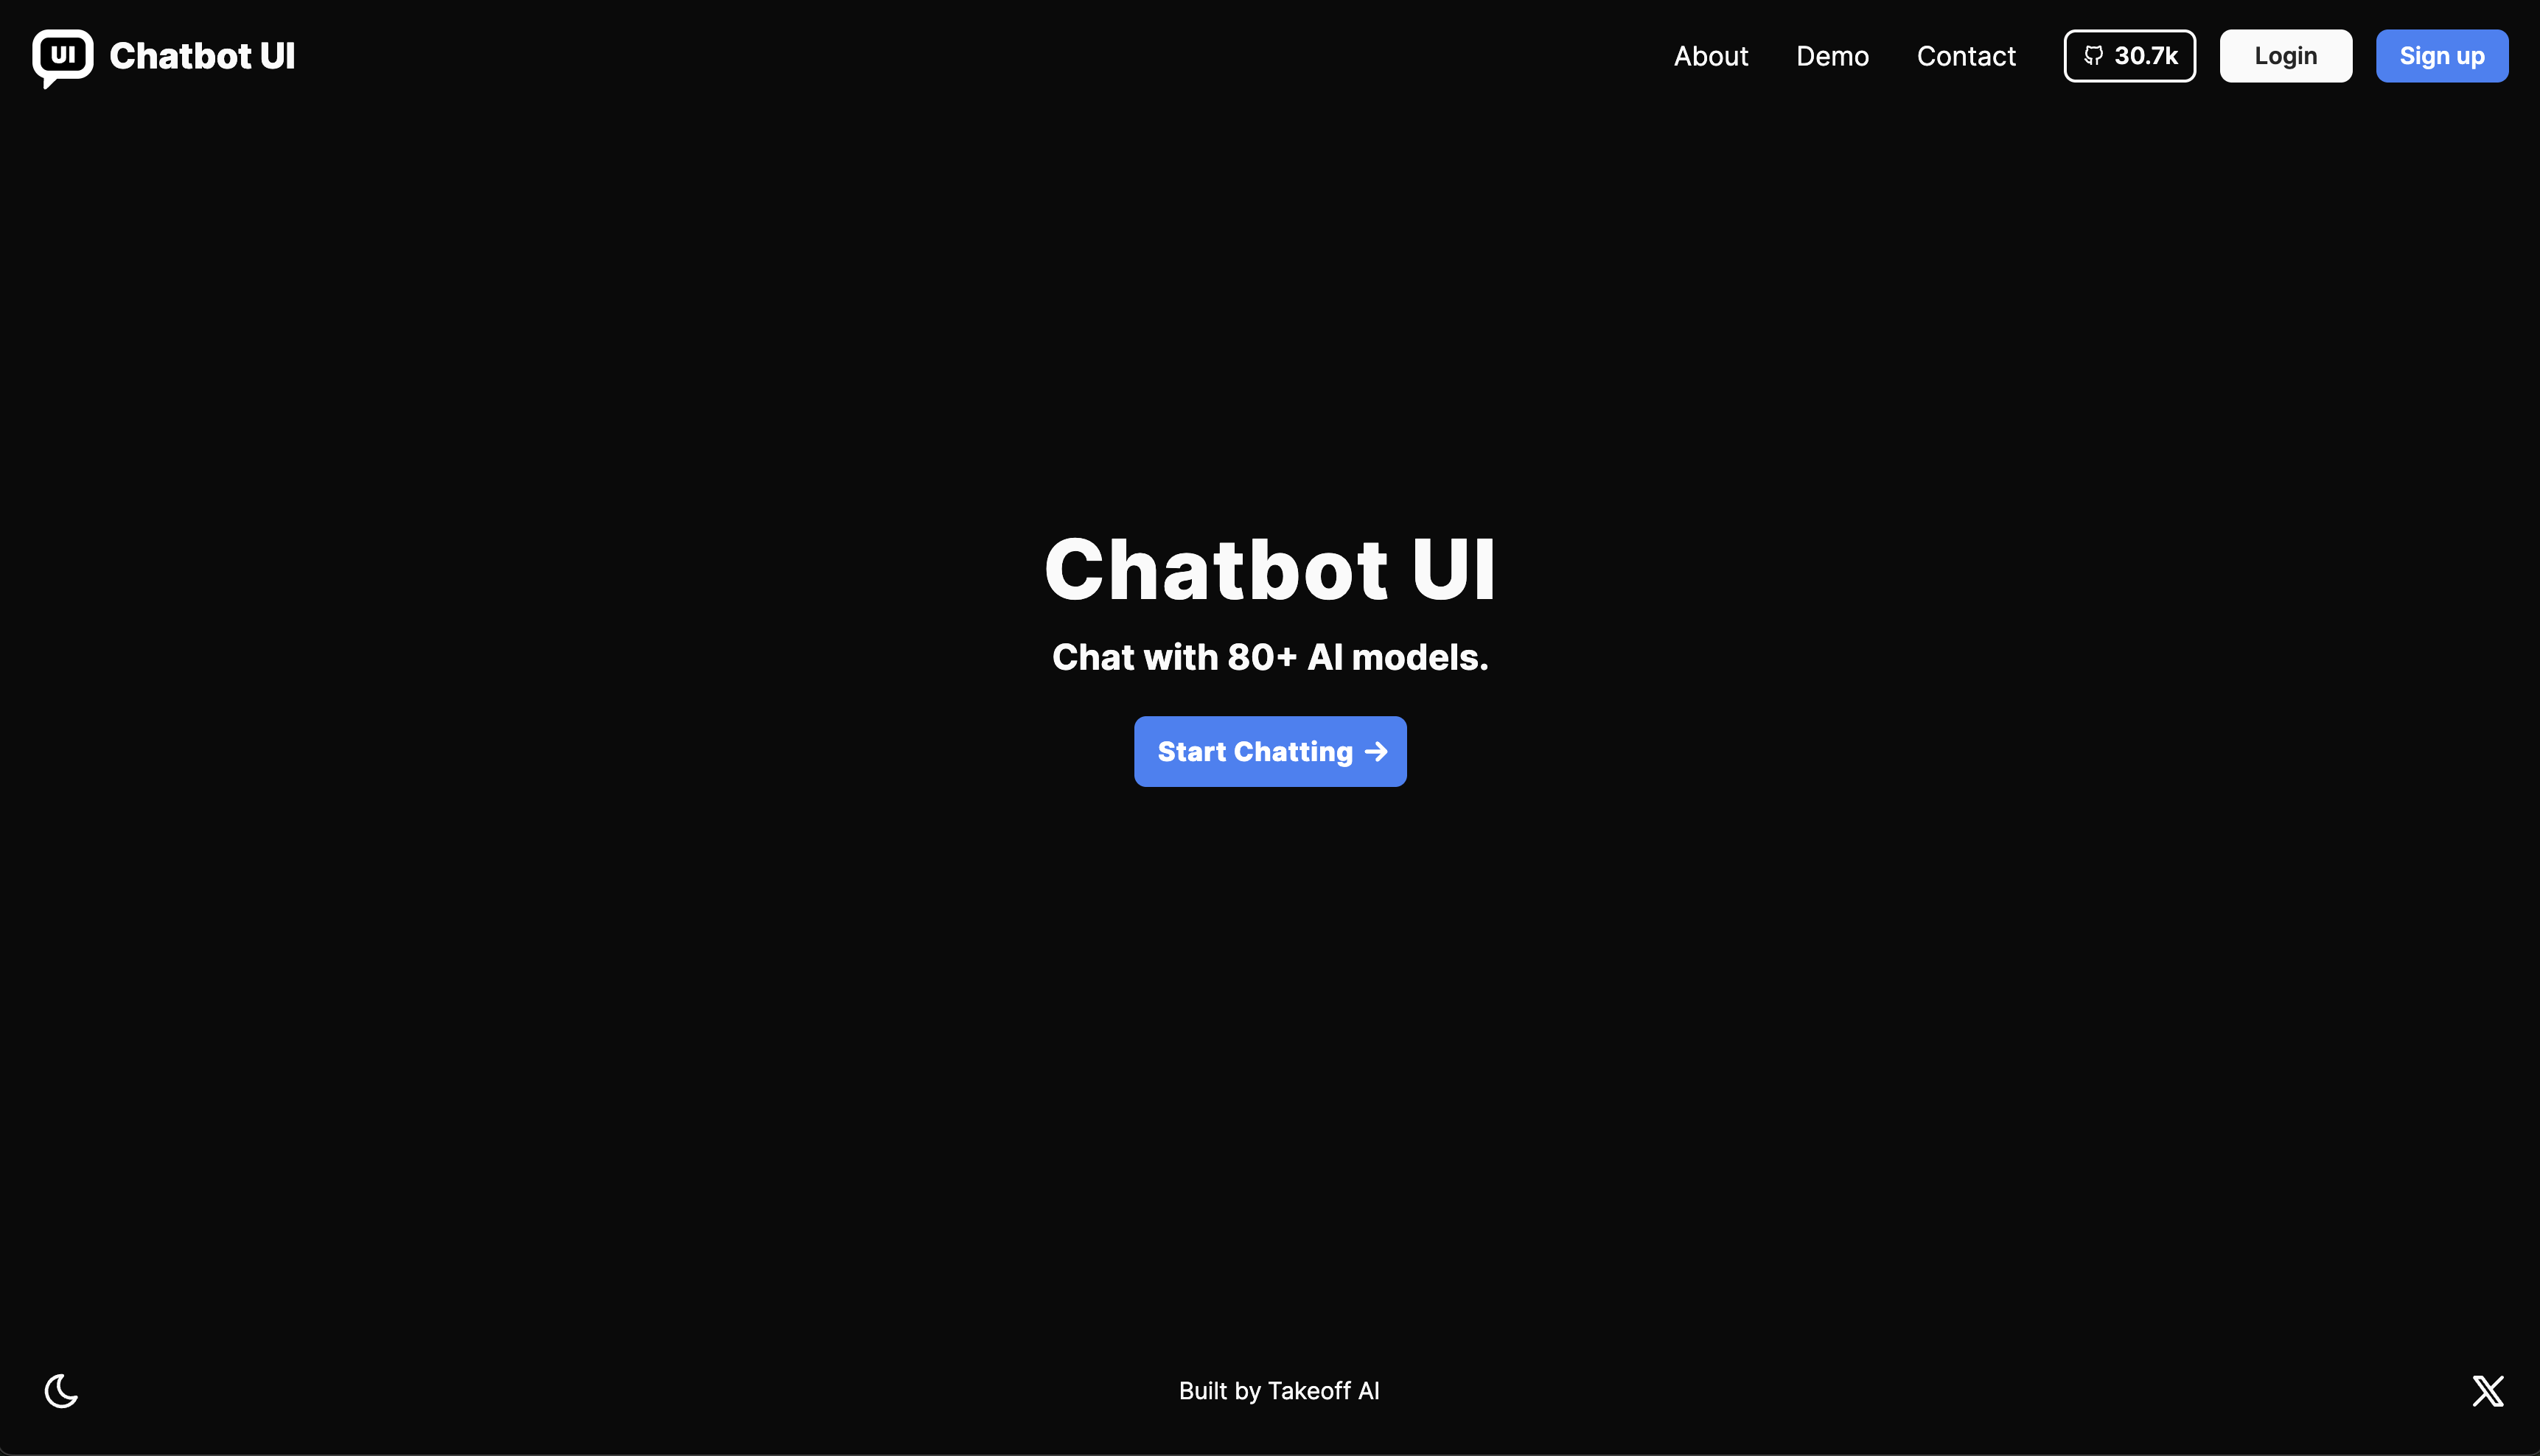 UI Chatbot UI
About Demo Contact 30.7k Login Sign up
Chatbot UI
Chat with 80+ AI models.
Start Chatting →
Built by Takeoff AI